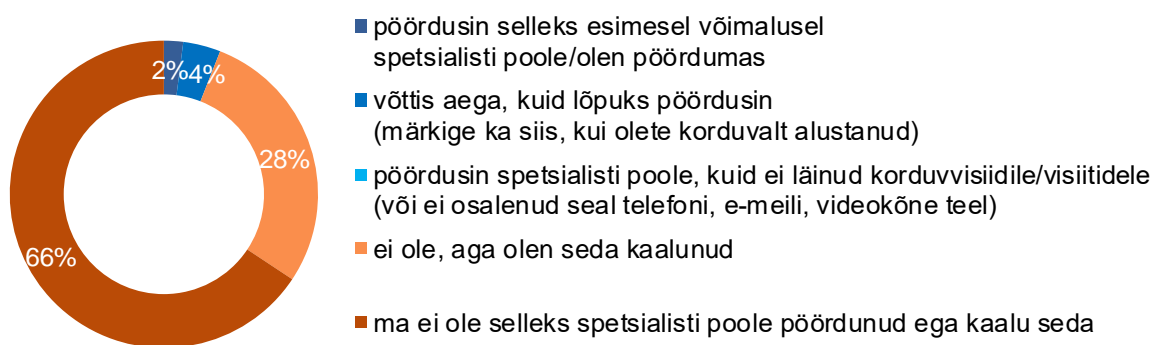 2%
4%
28%
66%
pöördusin selleks esimesel võimalusel
spetsialisti poole/olen pöördumas
võttis aega, kuid lõpuks pöördusin
(märkige ka siis, kui olete korduvalt alustanud)
pöördusin spetsialisti poole, kuid ei läinud korduvvisiidile/visiitidele
(või ei osalenud seal telefoni, e-meili, videokõne teel)
ei ole, aga olen seda kaalunud
ma ei ole selleks spetsialisti poole pöördunud ega kaalu seda